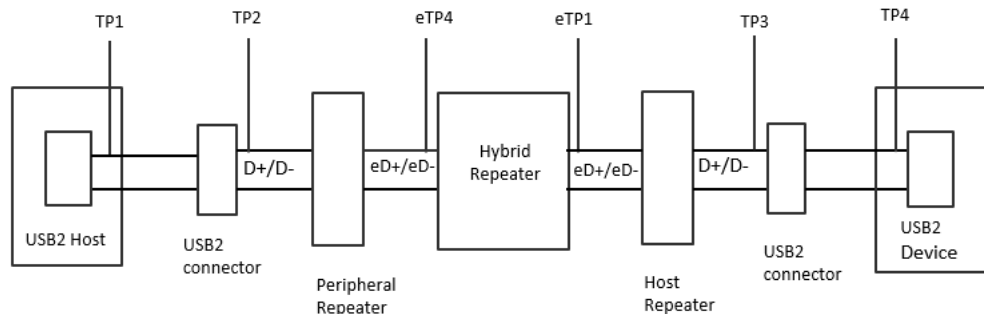 TP1
TP2
eTP4
eTP1
TP3
TP4
USB2 Host
USB2
connector
D+/D-
Peripheral
Repeater
eD+/eD-
Hybrid
Repeater
eD+/eD-
Host
Repeater
D+/D-
USB2
connector
USB2
Device